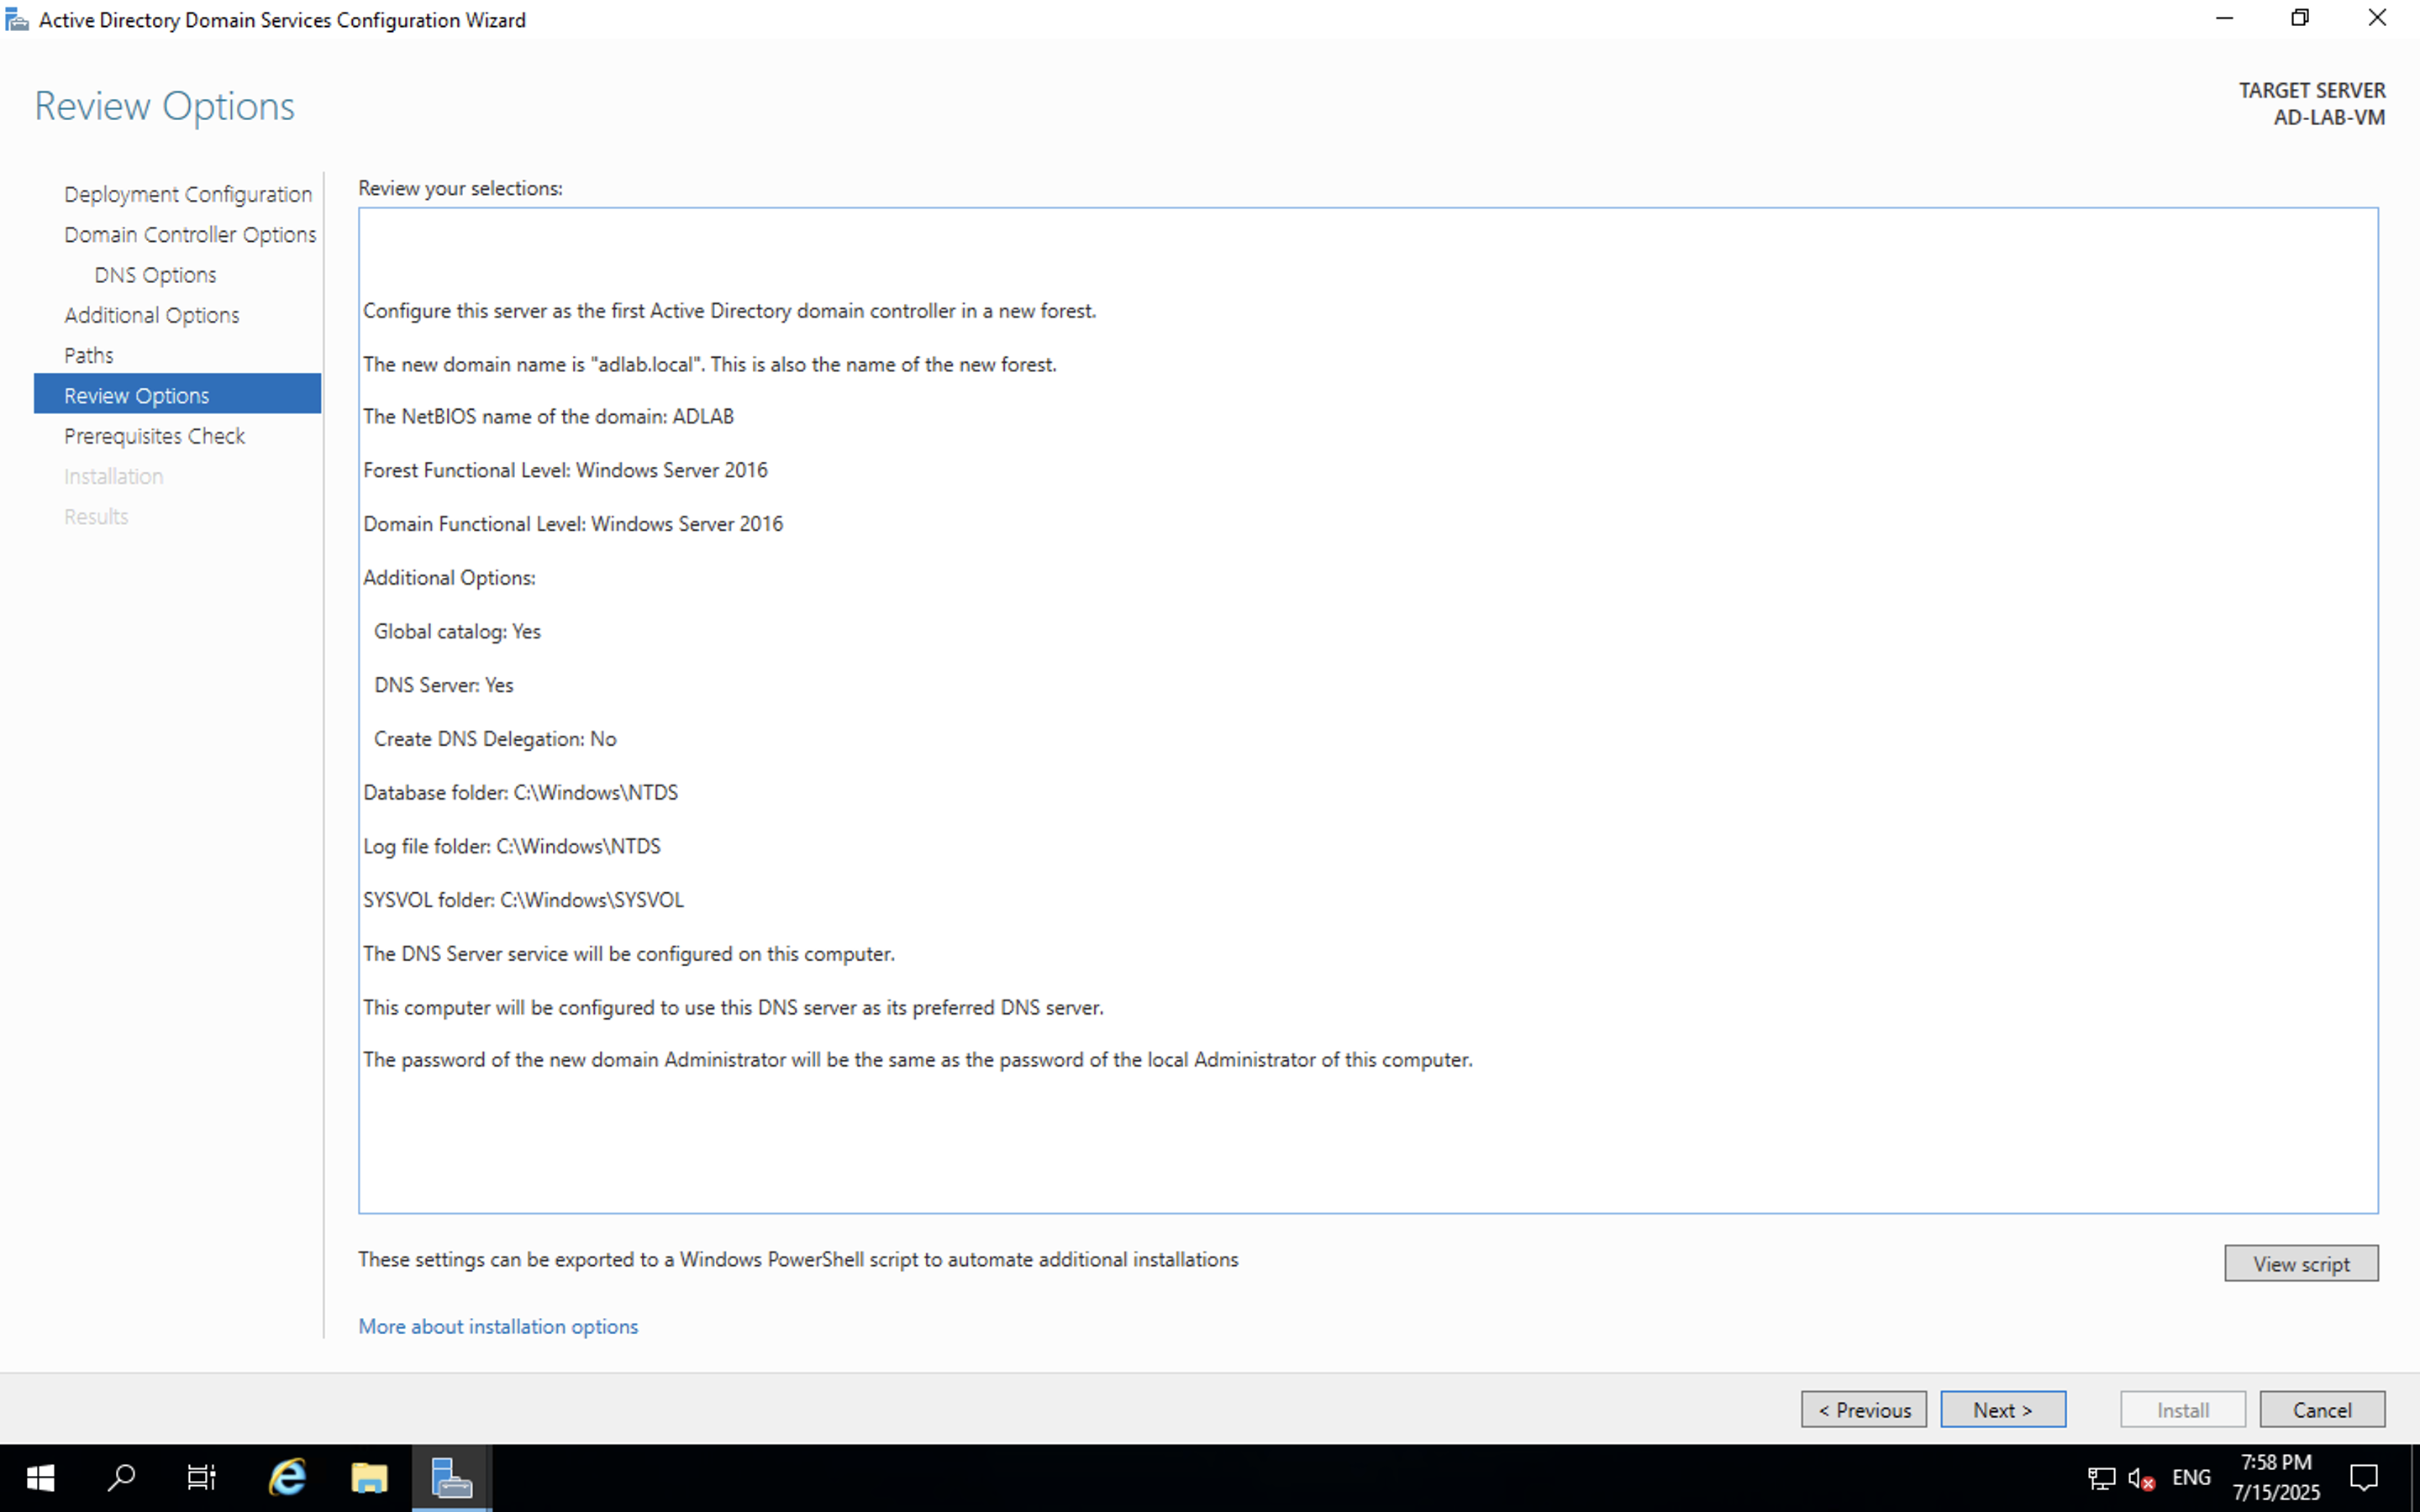 Active Directory Domain Services Configuration Wizard
Review Options
TARGET SERVER
AD-LAB-VM
Deployment Configuration
Domain Controller Options
DNS Options
Additional Options
Paths
Review Options
Prerequisites Check
Installation
Results
Review your selections:
Configure this server as the first Active Directory domain controller in a new forest.
The new domain name is "adlab.local". This is also the name of the new forest.
The NetBIOS name of the domain: ADLAB
Forest Functional Level: Windows Server 2016
Domain Functional Level: Windows Server 2016
Additional Options:
Global catalog: Yes
DNS Server: Yes
Create DNS Delegation: No
Database folder: C:\Windows\NTDS
Log file folder: C:\Windows\NTDS
SYSVOL folder: C:\Windows\SYSVOL
The DNS Server service will be configured on this computer.
This computer will be configured to use this DNS server as its preferred DNS server.
The password of the new domain Administrator will be the same as the password of the local Administrator of this computer.
These settings can be exported to a Windows PowerShell script to automate additional installations
View script
More about installation options
< Previous
Next >
Install
Cancel
ENG
7:58 PM
7/15/2025